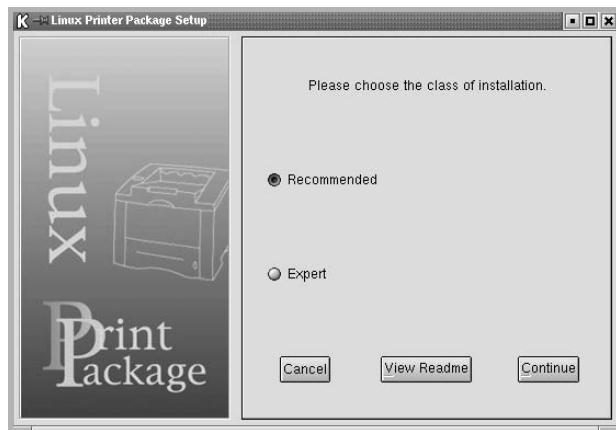 Linux Printer Package Setup
Linux
Print
Package
Please choose the class of installation.
Recommended
Expert
Cancel
View Readme
Continue